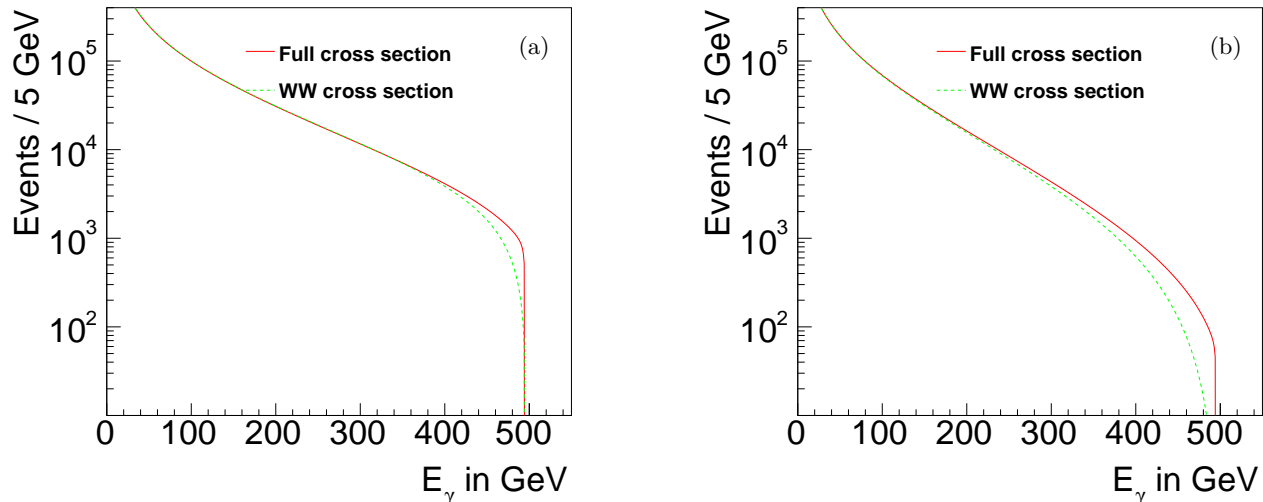 Events / 5 GeV
10^5
10^4
10^3
10^2
Full cross section
WW cross section
(a)
0 100 200 300 400 500
E_γ in GeV
Events / 5 GeV
10^5
10^4
10^3
10^2
Full cross section
WW cross section
(b)
0 100 200 300 400 500
E_γ in GeV